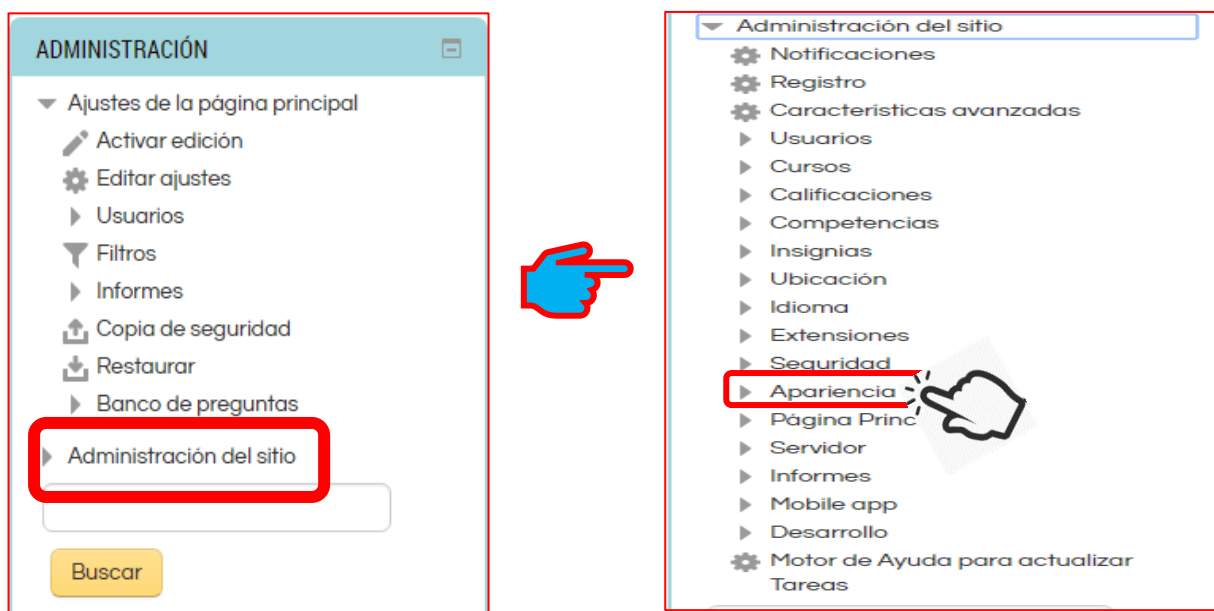 ADMINISTRACIÓN
Ajustes de la página principal
Activar edición
Editar ajustes
Usuarios
Filtros
Informes
Copia de seguridad
Restaurar
Banco de preguntas
Administración del sitio
Buscar
Administración del sitio
Notificaciones
Registro
Características avanzadas
Usuarios
Cursos
Calificaciones
Competencias
Insignias
Ubicación
Idioma
Extensiones
Seguridad
Apariencia
Página Princ
Servidor
Informes
Mobile app
Desarrollo
Motor de Ayuda para actualizar
Tareas